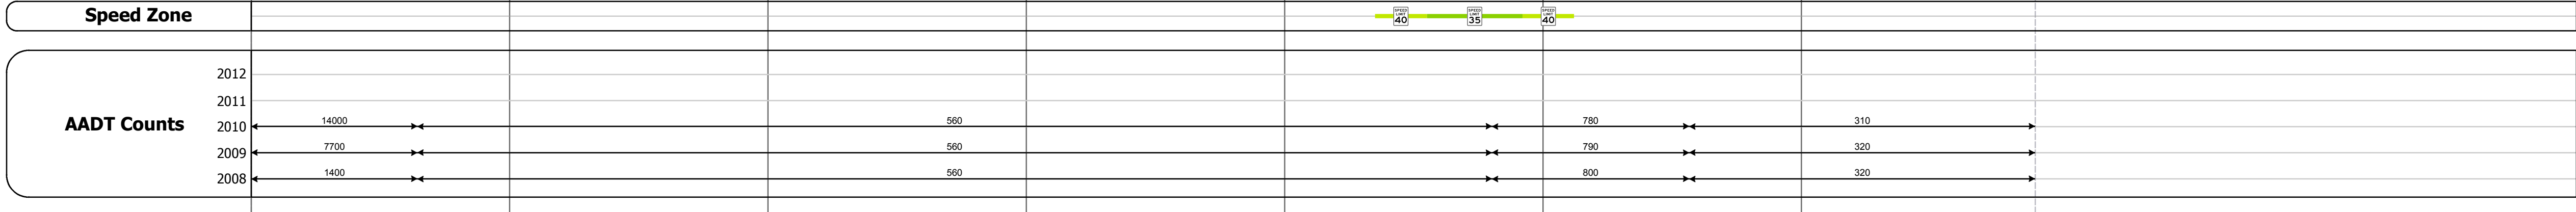 Speed Zone
SPEED LIMIT 40
SPEED LIMIT 35
SPEED LIMIT 40
AADT Counts
2012
2011
2010 14000 560 780 310
2009 7700 560 790 320
2008 1400 560 800 320